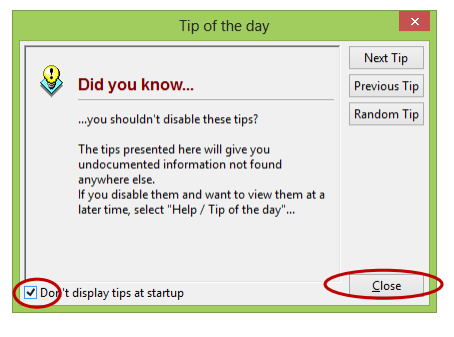 Tip of the day
Next Tip
Did you know...
Previous Tip
Random Tip
...you shouldn't disable these tips?
The tips presented here will give you
undocumented information not found
anywhere else.
If you disable them and want to view them at a
later time, select "Help / Tip of the day"...
Close
Don't display tips at startup